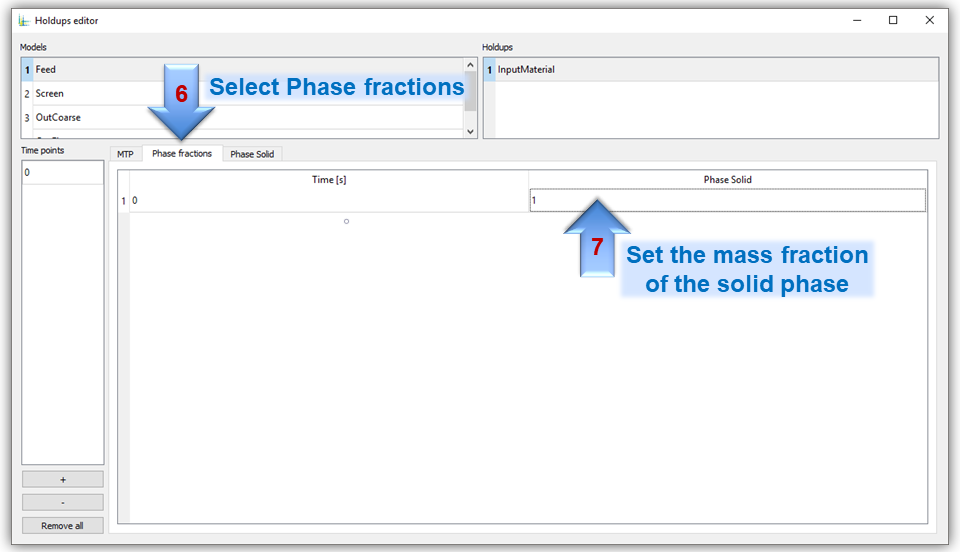 Holdups editor
Models
Holdups
1 Feed
2 Screen
3 OutCoarse
1 InputMaterial
6
Select Phase fractions
Time points
0
MTP
Phase fractions
Phase Solid
Time [s]
Phase Solid
1 0
1
7
Set the mass fraction
of the solid phase
+
-
Remove all